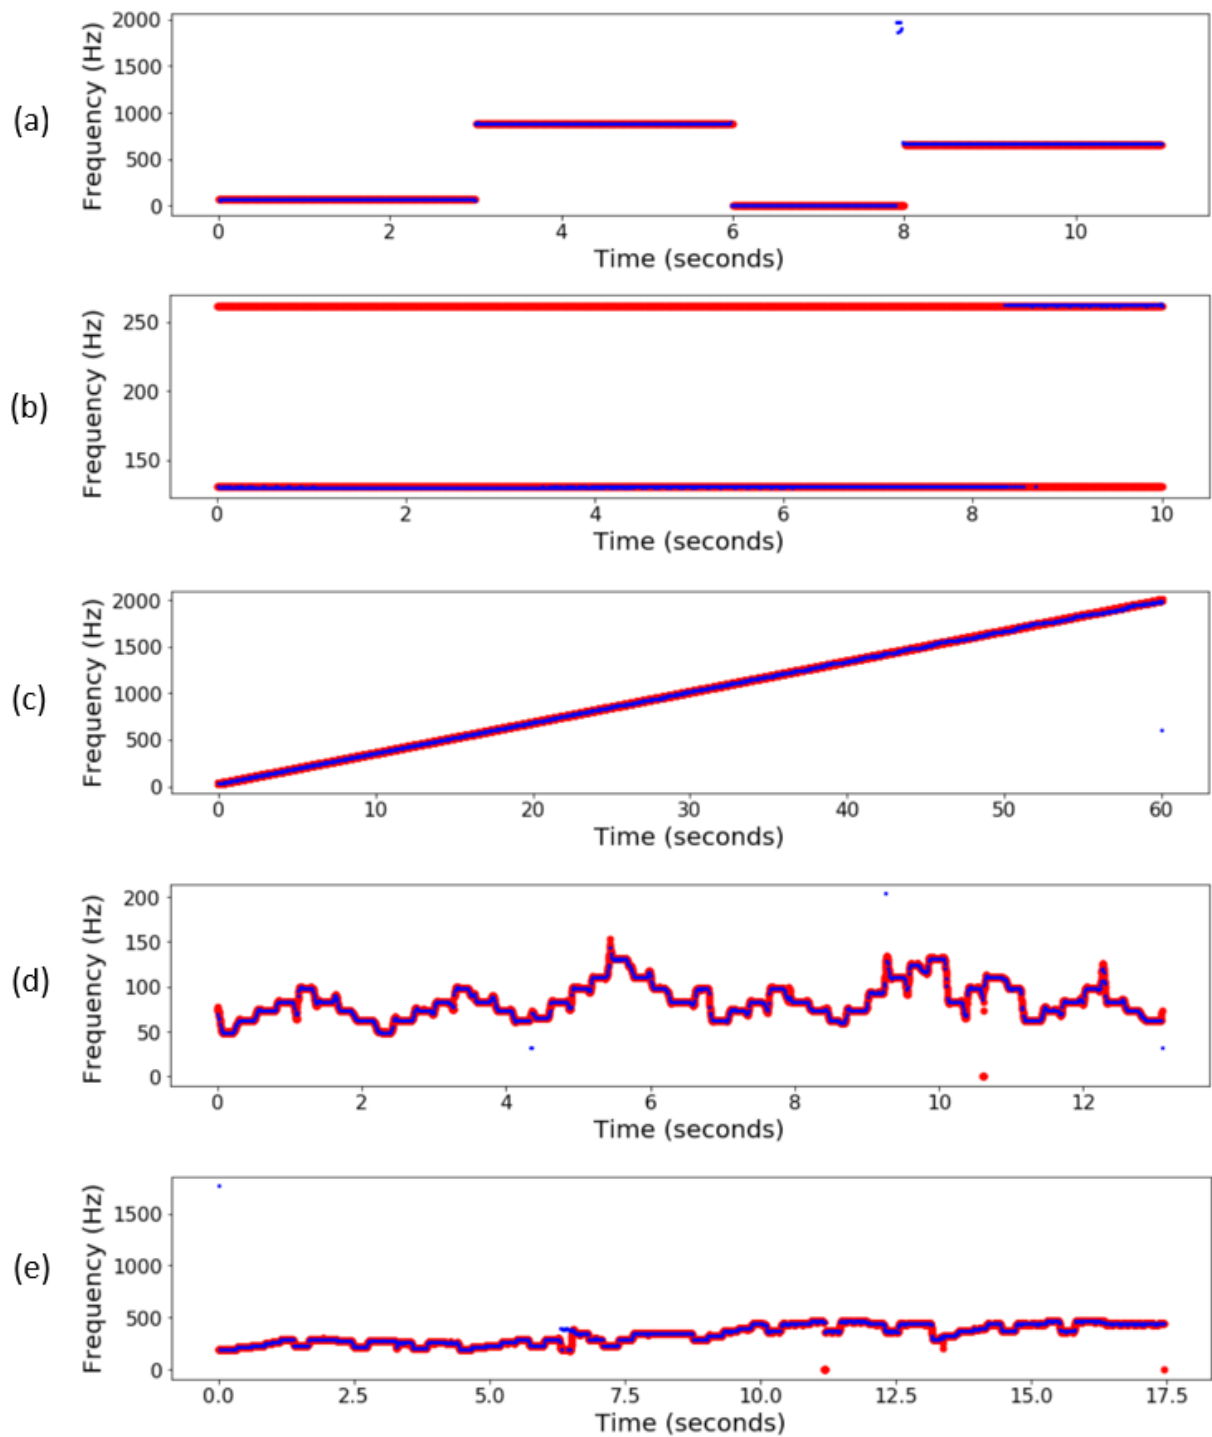 (a)
Frequency (Hz)
2000
1500
1000
500
0
0 2 4 6 8 10
Time (seconds)
(b)
Frequency (Hz)
250
200
150
0 2 4 6 8 10
Time (seconds)
(c)
Frequency (Hz)
2000
1500
1000
500
0
0 10 20 30 40 50 60
Time (seconds)
(d)
Frequency (Hz)
200
150
100
50
0
0 2 4 6 8 10 12
Time (seconds)
(e)
Frequency (Hz)
1500
1000
500
0
0.0 2.5 5.0 7.5 10.0 12.5 15.0 17.5
Time (seconds)